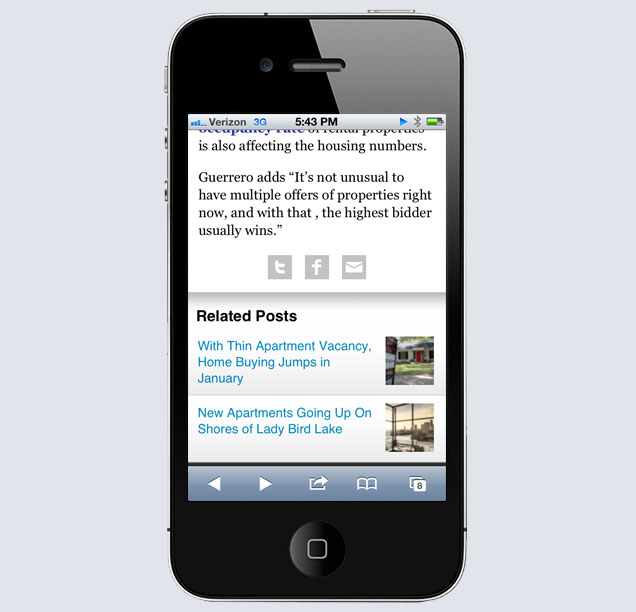 Verizon 3G 5:43 PM
occupancy rate of rental properties
is also affecting the housing numbers.
Guerrero adds “It’s not unusual to
have multiple offers of properties right
now, and with that , the highest bidder
usually wins.”
Related Posts
With Thin Apartment Vacancy,
Home Buying Jumps in
January
New Apartments Going Up On
Shores of Lady Bird Lake
8